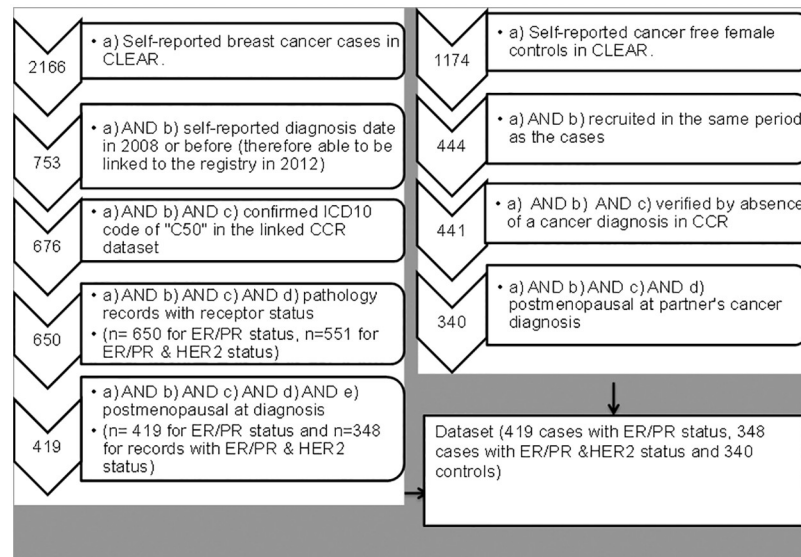 2166
• a) Self-reported breast cancer cases in
CLEAR.
753
• a) AND b) self-reported diagnosis date
in 2008 or before (therefore able to be
linked to the registry in 2012)
676
• a) AND b) AND c) confirmed ICD10
code of "C50" in the linked CCR
dataset
650
• a) AND b) AND c) AND d) pathology
records with receptor status
• (n= 650 for ER/PR status, n=551 for
ER/PR & HER2 status)
419
• a) AND b) AND c) AND d) AND e)
postmenopausal at diagnosis
• (n= 419 for ER/PR status and n=348
for records with ER/PR & HER2
status)
1174
• a) Self-reported cancer free female
controls in CLEAR.
444
• a) AND b) recruited in the same period
as the cases
441
• a) AND b) AND c) verified by absence
of a cancer diagnosis in CCR
340
• a) AND b) AND c) AND d)
postmenopausal at partner's cancer
diagnosis
Dataset (419 cases with ER/PR status, 348
cases with ER/PR &HER2 status and 340
controls)